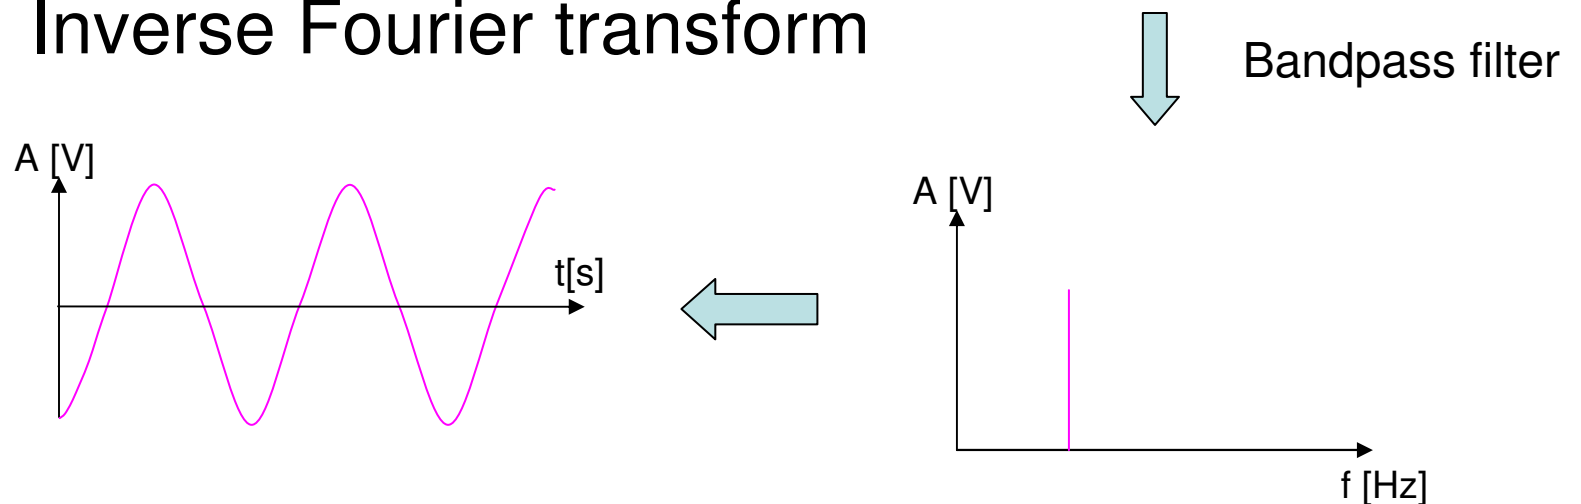 Inverse Fourier transform
Bandpass filter
A [V]
t[s]
A [V]
f [Hz]